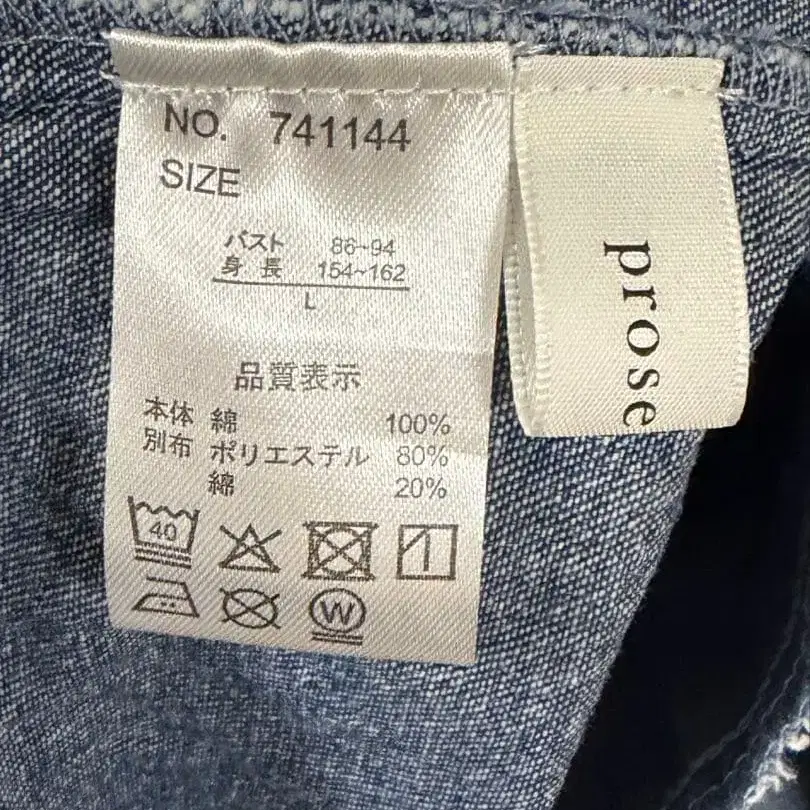 NO. 741144
SIZE
バスト 86~94
身長 154~162
L
品質表示
本体 綿 100%
別布 ポリエステル 80%
綿 20%
40
W
prose